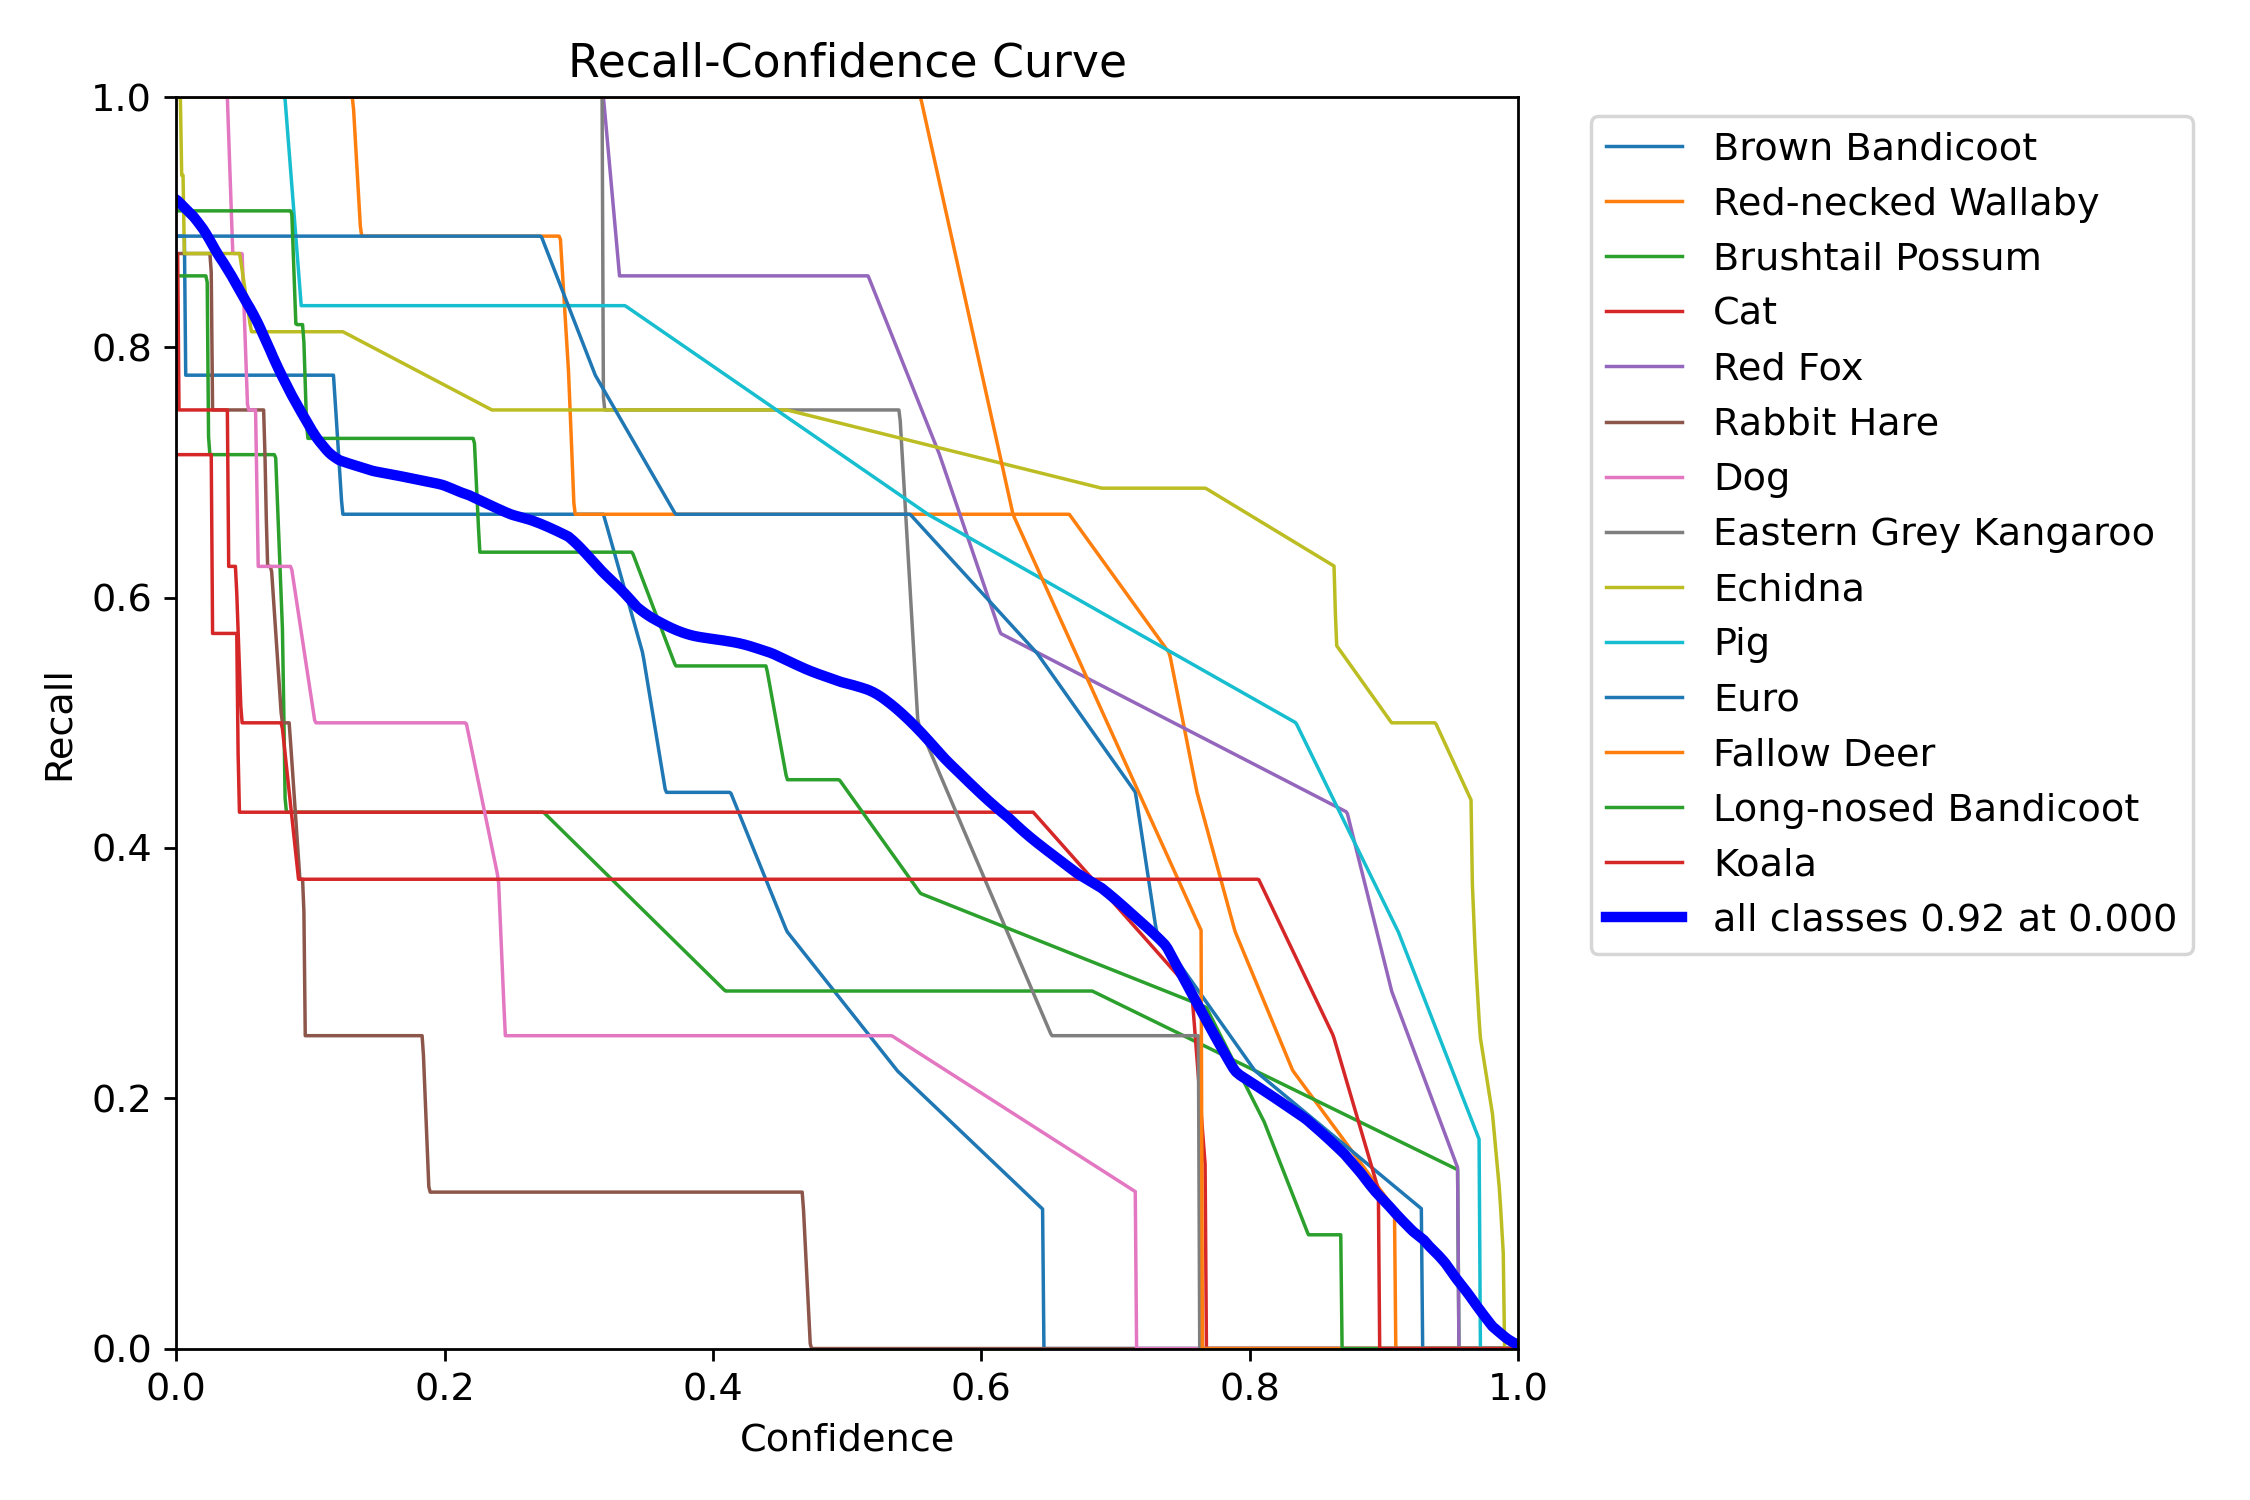 Recall-Confidence Curve
1.0
0.8
0.6
0.4
0.2
0.0
Recall
0.0 0.2 0.4 0.6 0.8 1.0
Confidence
Brown Bandicoot
Red-necked Wallaby
Brushtail Possum
Cat
Red Fox
Rabbit Hare
Dog
Eastern Grey Kangaroo
Echidna
Pig
Euro
Fallow Deer
Long-nosed Bandicoot
Koala
all classes 0.92 at 0.000